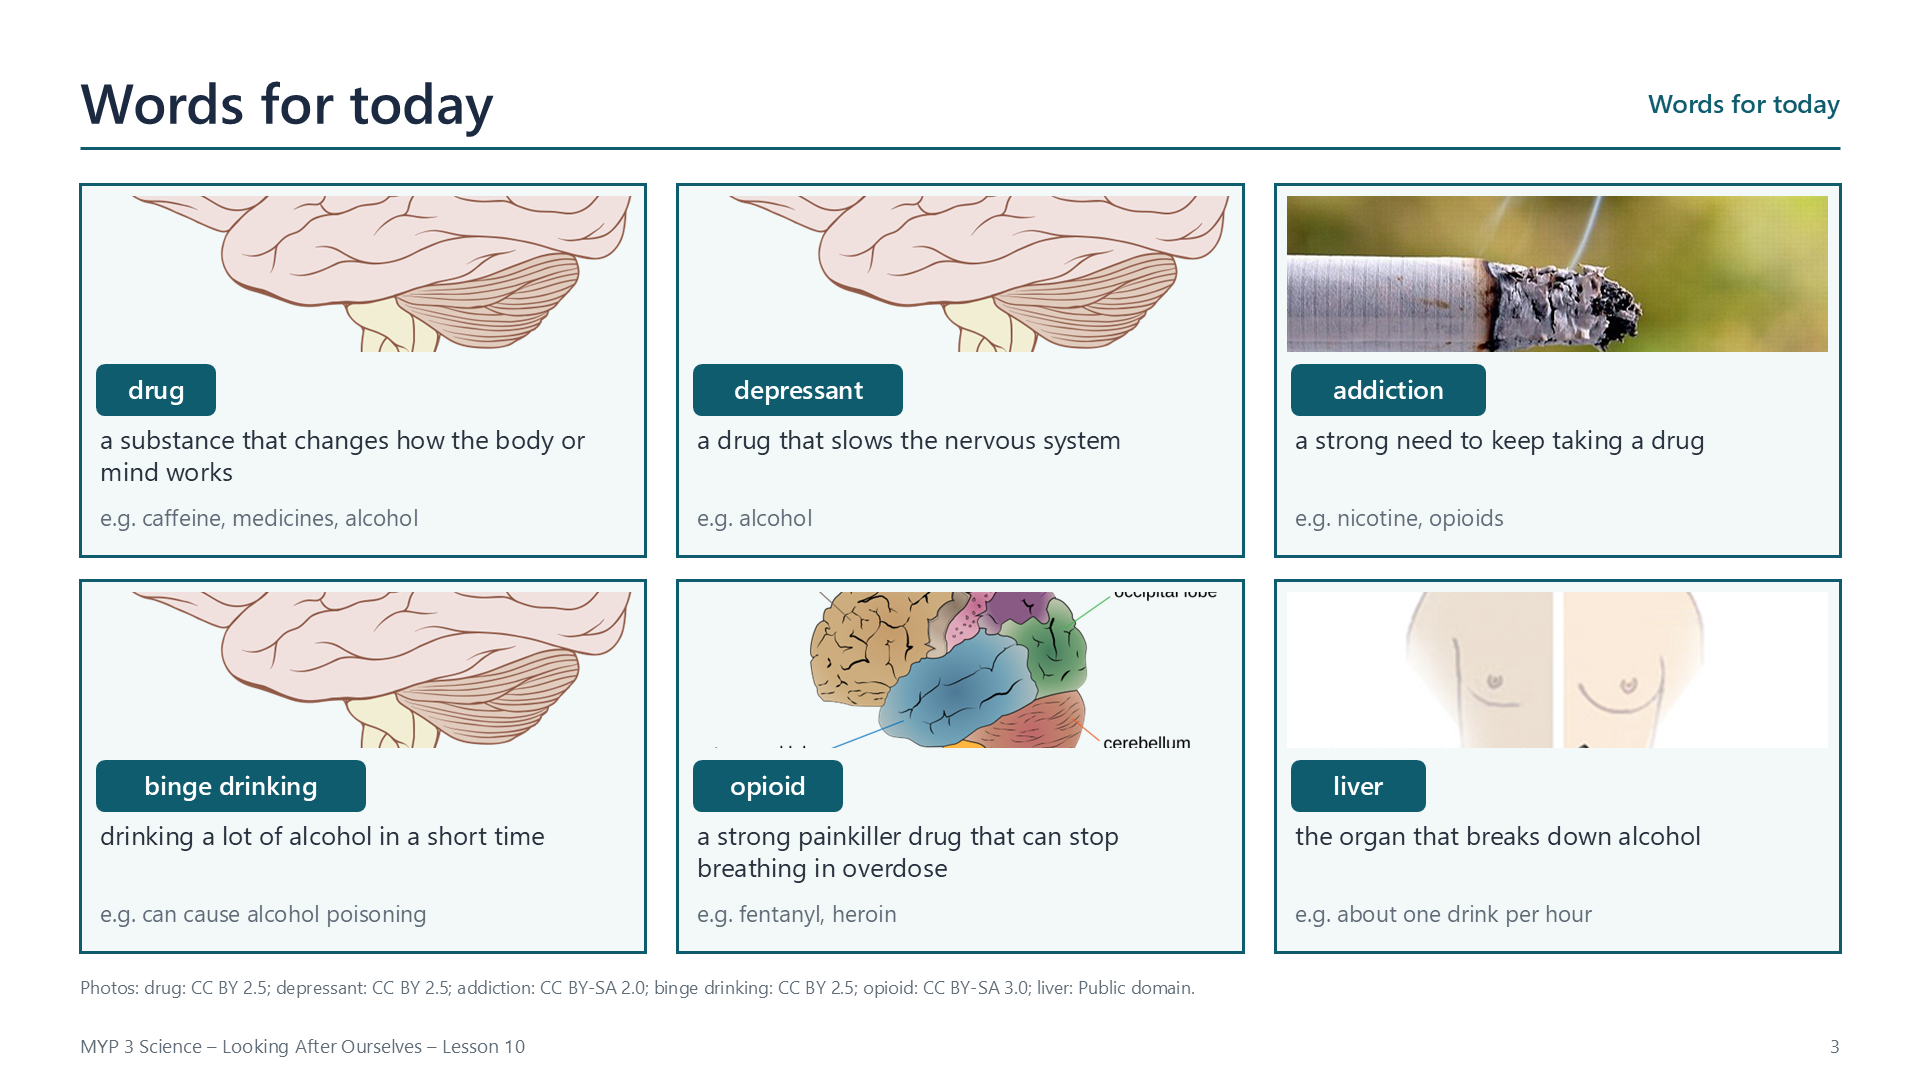 Words for today
Words for today
drug
a substance that changes how the body or
mind works
e.g. caffeine, medicines, alcohol
depressant
a drug that slows the nervous system
e.g. alcohol
addiction
a strong need to keep taking a drug
e.g. nicotine, opioids
binge drinking
drinking a lot of alcohol in a short time
e.g. can cause alcohol poisoning
occipital lobe
cerebellum
opioid
a strong painkiller drug that can stop
breathing in overdose
e.g. fentanyl, heroin
liver
the organ that breaks down alcohol
e.g. about one drink per hour
Photos: drug: CC BY 2.5; depressant: CC BY 2.5; addiction: CC BY-SA 2.0; binge drinking: CC BY 2.5; opioid: CC BY-SA 3.0; liver: Public domain.
MYP 3 Science – Looking After Ourselves – Lesson 10
3